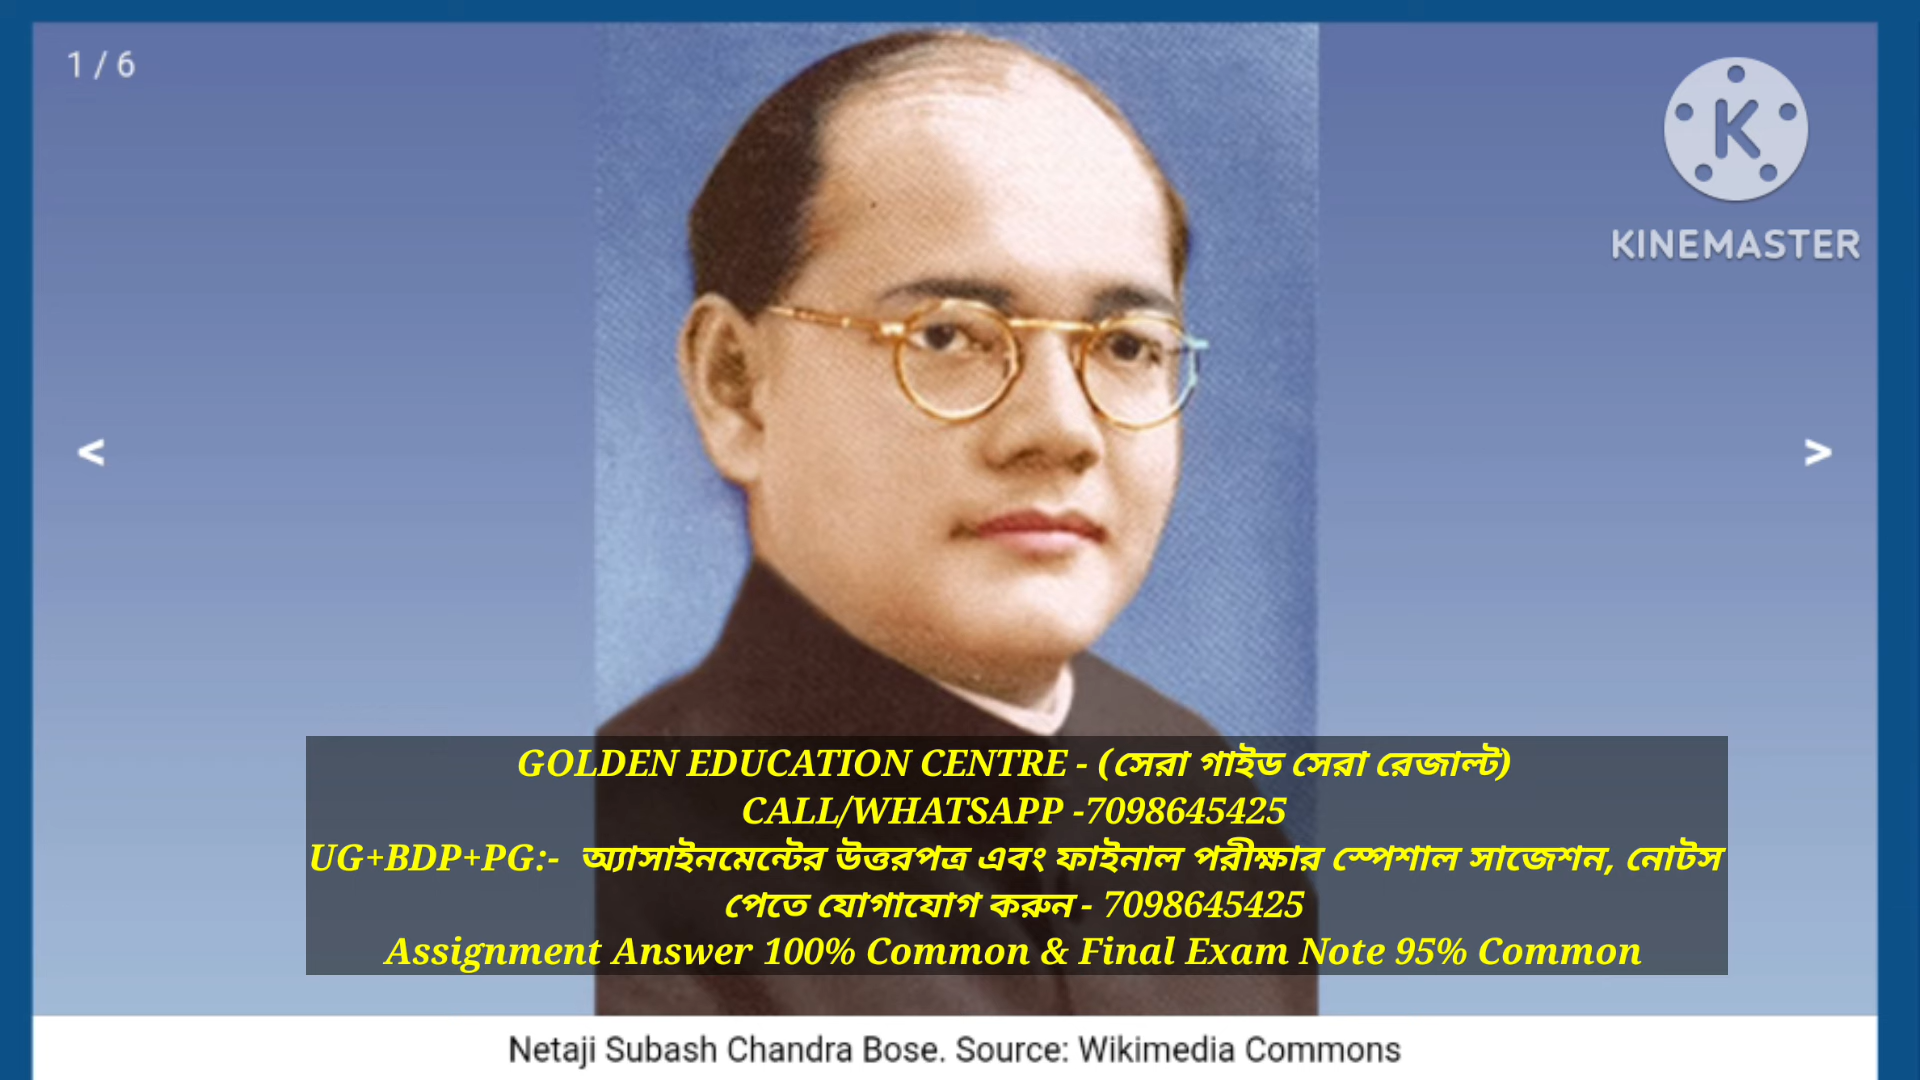 1 / 6
K
KINEMASTER
<
>
GOLDEN EDUCATION CENTRE - (সেরা গাইড সেরা রেজাল্ট)
CALL/WHATSAPP -7098645425
UG+BDP+PG:- অ্যাসাইনমেন্টের উত্তরপত্র এবং ফাইনাল পরীক্ষার স্পেশাল সাজেশন, নোটস
পেতে যোগাযোগ করুন - 7098645425
Assignment Answer 100% Common & Final Exam Note 95% Common
Netaji Subash Chandra Bose. Source: Wikimedia Commons